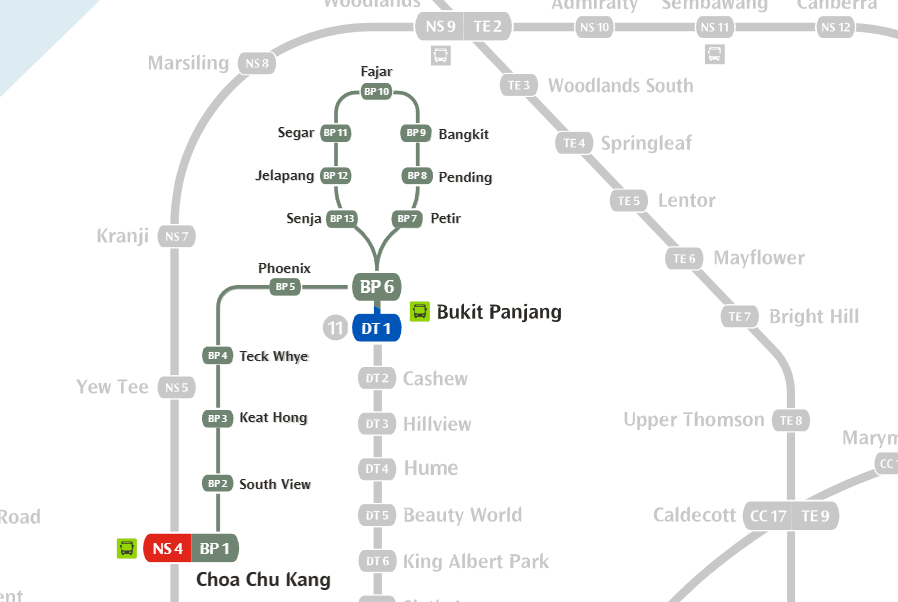 Woodlands
Admiralty
Sembawang
Canberra
NS 9 TE 2
NS 10
NS 11
NS 12
Marsiling NS 8
Fajar
BP 10
TE 3 Woodlands South
Segar BP 11
BP 9 Bangkit
TE 4 Springleaf
Jelapang BP 12
BP 8 Pending
TE 5 Lentor
Senja BP 13
BP 7 Petir
Kranji NS 7
TE 6 Mayflower
Phoenix
BP 5
BP 6
Bukit Panjang
11 DT 1
TE 7 Bright Hill
BP 4 Teck Whye
DT 2 Cashew
Yew Tee NS 5
BP 3 Keat Hong
DT 3 Hillview
Upper Thomson TE 8
Marym
CC
DT 4 Hume
BP 2 South View
Road
DT 5 Beauty World
Caldecott CC 17 TE 9
NS 4 BP 1
DT 6 King Albert Park
Choa Chu Kang
ent